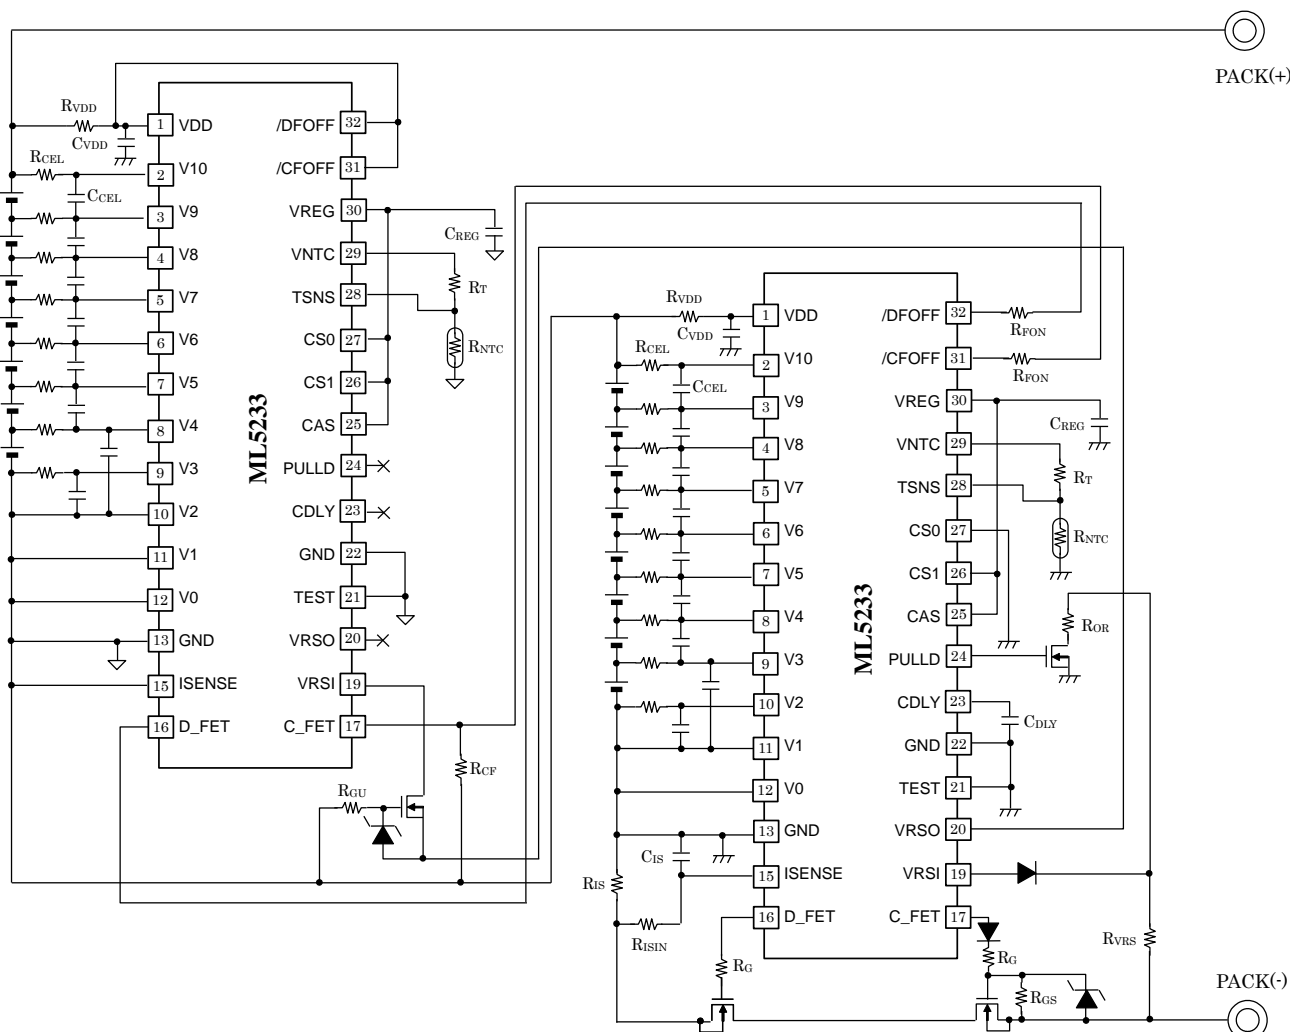 PACK(+)
ML5233
RVDD
CVDD
RCEL
CCEL
1 VDD
2 V10
3 V9
4 V8
5 V7
6 V6
7 V5
8 V4
9 V3
10 V2
11 V1
12 V0
13 GND
15 ISENSE
16 D_FET
/DFOFF 32
/CFOFF 31
VREG 30
VNTC 29
TSNS 28
CS0 27
CS1 26
CAS 25
PULLD 24
CDLY 23
GND 22
TEST 21
VRSO 20
VRSI 19
C_FET 17
CREG
RT
RNTC
RCF
RGU
ML5233
RVDD
CVDD
RCEL
CCEL
1 VDD
2 V10
3 V9
4 V8
5 V7
6 V6
7 V5
8 V4
9 V3
10 V2
11 V1
12 V0
13 GND
15 ISENSE
16 D_FET
/DFOFF 32
/CFOFF 31
VREG 30
VNTC 29
TSNS 28
CS0 27
CS1 26
CAS 25
PULLD 24
CDLY 23
GND 22
TEST 21
VRSO 20
VRSI 19
C_FET 17
RFON
RFON
CREG
RT
RNTC
ROR
CDLY
CIS
RIS
RISIN
RG
RG
RGS
RVRS
PACK(-)